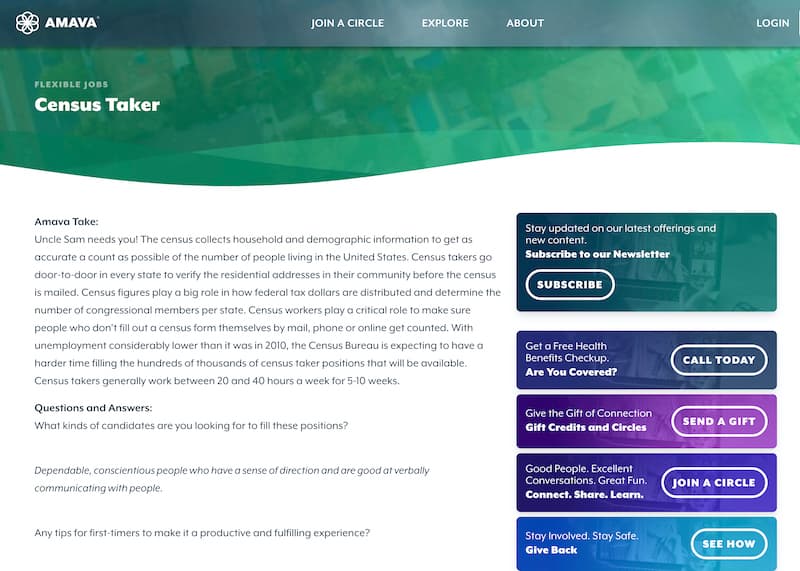 AMAVA
JOIN A CIRCLE
EXPLORE
ABOUT
LOGIN
FLEXIBLE JOBS
Census Taker
Amava Take:
Uncle Sam needs you! The census collects household and demographic information to get as
accurate a count as possible of the number of people living in the United States. Census takers go
door-to-door in every state to verify the residential addresses in their community before the census
is mailed. Census figures play a big role in how federal tax dollars are distributed and determine the
number of congressional members per state. Census workers play a critical role to make sure
people who don't fill out a census form themselves by mail, phone or online get counted. With
unemployment considerably lower than it was in 2010, the Census Bureau is expecting to have a
harder time filling the hundreds of thousands of census taker positions that will be available.
Census takers generally work between 20 and 40 hours a week for 5-10 weeks.
Questions and Answers:
What kinds of candidates are you looking for to fill these positions?
Dependable, conscientious people who have a sense of direction and are good at verbally
communicating with people.
Any tips for first-timers to make it a productive and fulfilling experience?
Stay updated on our latest offerings and
new content.
Subscribe to our Newsletter
SUBSCRIBE
Get a Free Health
Benefits Checkup.
Are You Covered?
CALL TODAY
Give the Gift of Connection
Gift Credits and Circles
SEND A GIFT
Good People. Excellent
Conversations. Great Fun.
Connect. Share. Learn.
JOIN A CIRCLE
Stay Involved. Stay Safe.
Give Back
SEE HOW